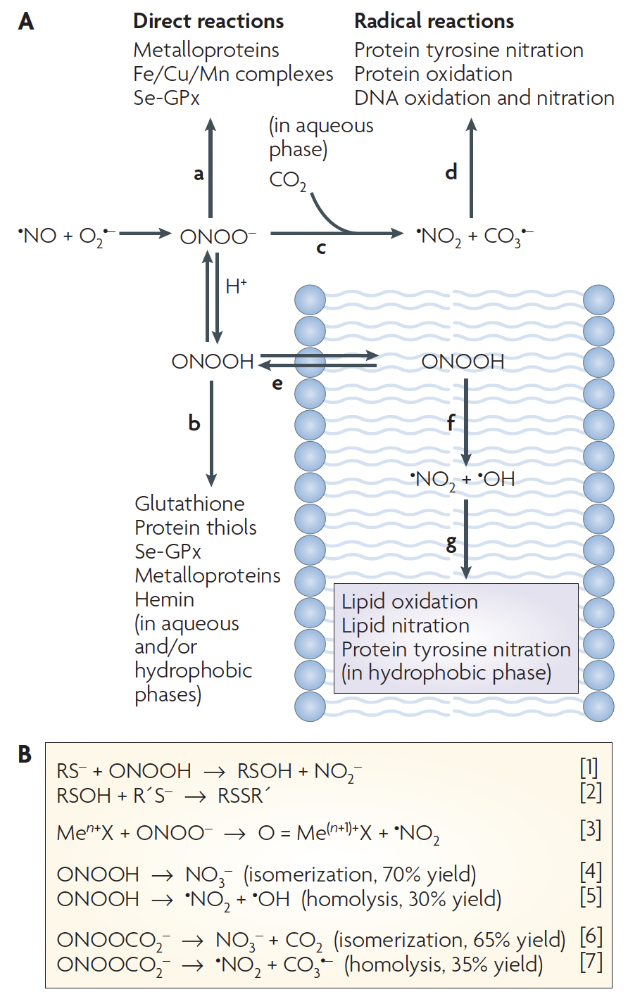 A
Direct reactions
Metalloproteins
Fe/Cu/Mn complexes
Se-GPx
Radical reactions
Protein tyrosine nitration
Protein oxidation
DNA oxidation and nitration
(in aqueous
phase)
CO₂
a
d
•NO + O₂•⁻
ONOO⁻
c
•NO₂ + CO₃•⁻
H⁺
ONOOH
e
ONOOH
b
f
•NO₂ + •OH
g
Glutathione
Protein thiols
Se-GPx
Metalloproteins
Hemin
(in aqueous
and/or
hydrophobic
phases)
Lipid oxidation
Lipid nitration
Protein tyrosine nitration
(in hydrophobic phase)
B
RS⁻ + ONOOH → RSOH + NO₂⁻ [1]
RSOH + R´S⁻ → RSSR´ [2]
Meⁿ⁺X + ONOO⁻ → O = Me⁽ⁿ⁺¹⁾⁺X + •NO₂ [3]
ONOOH → NO₃⁻ (isomerization, 70% yield) [4]
ONOOH → •NO₂ + •OH (homolysis, 30% yield) [5]
ONOOCO₂⁻ → NO₃⁻ + CO₂ (isomerization, 65% yield) [6]
ONOOCO₂⁻ → •NO₂ + CO₃•⁻ (homolysis, 35% yield) [7]